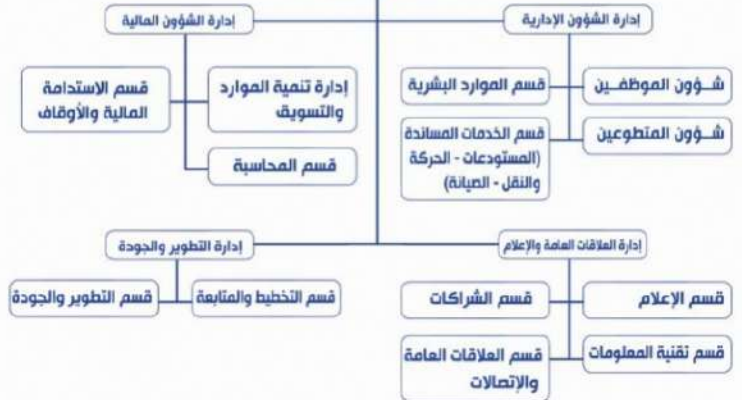 إدارة الشؤون الإدارية
إدارة الشؤون المالية
شـؤون الموظفـين
قسم الموارد البشرية
إدارة تنمية الموارد
والتسويق
قسم الاستدامة
المالية والأوقاف
شؤون المتطوعين
قسم الخدمات المساندة
(المستودعات - الحركة
والنقل - الصيانة)
قسم المحاسبة
إدارة العلاقات العامة والإعلام
إدارة التطوير والجودة
قسم الإعلام
قسم الشراكات
قسم التخطيط والمتابعة
قسم التطوير والجودة
قسم تقنية المعلومات
قسم العلاقات العامة
والإتصالات